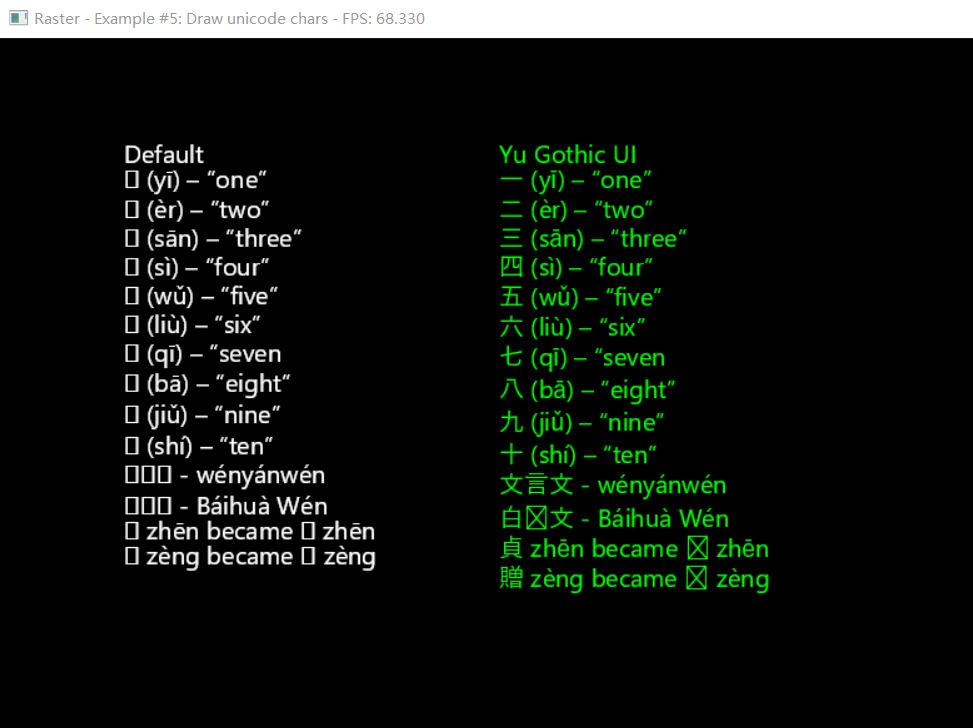 Raster - Example #5: Draw unicode chars - FPS: 68.330
Default
▯ (yī) – “one”
▯ (èr) – “two”
▯ (sān) – “three”
▯ (sì) – “four”
▯ (wǔ) – “five”
▯ (liù) – “six”
▯ (qī) – “seven
▯ (bā) – “eight”
▯ (jiǔ) – “nine”
▯ (shí) – “ten”
▯▯▯ - wényánwén
▯▯▯ - Báihuà Wén
▯ zhēn became ▯ zhēn
▯ zèng became ▯ zèng
Yu Gothic UI
一 (yī) – “one”
二 (èr) – “two”
三 (sān) – “three”
四 (sì) – “four”
五 (wǔ) – “five”
六 (liù) – “six”
七 (qī) – “seven
八 (bā) – “eight”
九 (jiǔ) – “nine”
十 (shí) – “ten”
文言文 - wényánwén
白☒文 - Báihuà Wén
貞 zhēn became ☒ zhēn
贈 zèng became ☒ zèng